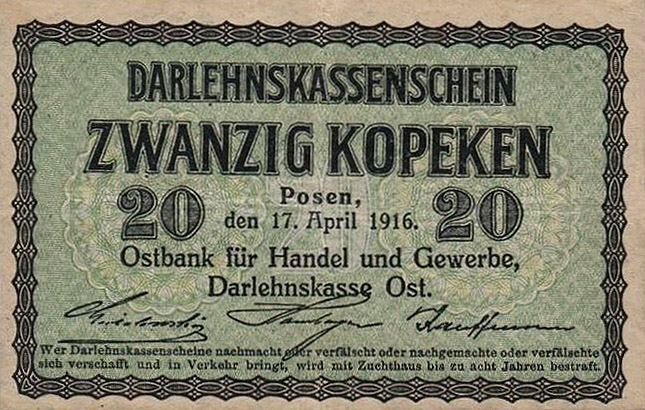 DARLEHNSKASSENSCHEIN
ZWANZIG KOPEKEN
20 Posen, 20
den 17. April 1916.
Ostbank für Handel und Gewerbe,
Darlehnskasse Ost.
Kauffmann
Wer Darlehnskassenscheine nachmacht oder verfälscht oder nachgemachte oder verfälschte
sich verschafft und in Verkehr bringt, wird mit Zuchthaus bis zu acht Jahren bestraft.